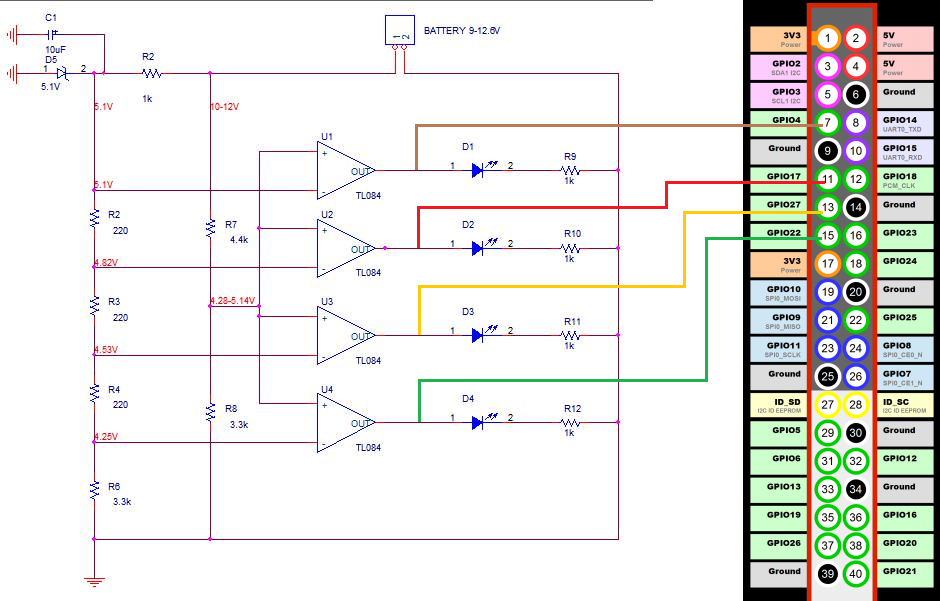 C1
10uF
D5
1
2
5.1V
R2
1k
1
2
BATTERY 9-12.6V
5.1V
10-12V
U1
+
-
OUT
TL084
D1
1
2
R9
1k
5.1V
R2
220
R7
4.4k
U2
+
-
OUT
TL084
D2
1
2
R10
1k
4.82V
R3
220
4.28-5.14V
U3
+
-
OUT
TL084
D3
1
2
R11
1k
4.53V
R4
220
R8
3.3k
U4
+
-
OUT
TL084
D4
1
2
R12
1k
4.25V
R6
3.3k
3V3 1 2 5V
Power Power
GPIO2 3 4 5V
SDA1 I2C Power
GPIO3 5 6 Ground
SCL1 I2C
GPIO4 7 8 GPIO14
UART0_TXD
Ground 9 10 GPIO15
UART0_RXD
GPIO17 11 12 GPIO18
PCM_CLK
GPIO27 13 14 Ground
GPIO22 15 16 GPIO23
3V3 17 18 GPIO24
Power
GPIO10 19 20 Ground
SPI0_MOSI
GPIO9 21 22 GPIO25
SPI0_MISO
GPIO11 23 24 GPIO8
SPI0_SCLK SPI0_CE0_N
Ground 25 26 GPIO7
SPI0_CE1_N
ID_SD 27 28 ID_SC
I2C ID EEPROM I2C ID EEPROM
GPIO5 29 30 Ground
GPIO6 31 32 GPIO12
GPIO13 33 34 Ground
GPIO19 35 36 GPIO16
GPIO26 37 38 GPIO20
Ground 39 40 GPIO21